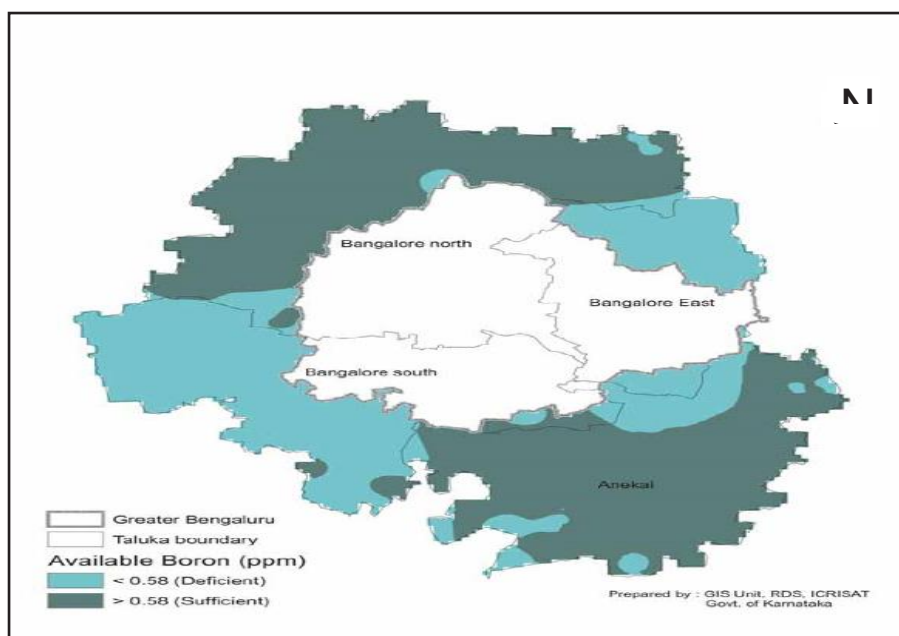 N
Bangalore north
Bangalore East
Bangalore south
Anekal
Greater Bengaluru
Taluka boundary
Available Boron (ppm)
< 0.58 (Deficient)
> 0.58 (Sufficient)
Prepared by : GIS Unit, RDS, ICRISAT
Govt. of Karnataka